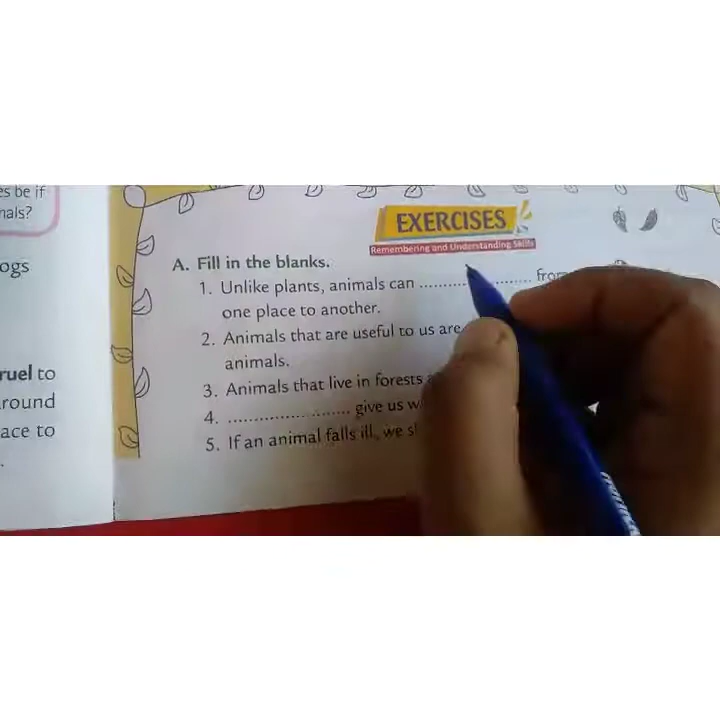 es be if
nals?
ogs
ruel to
round
ace to
.
EXERCISES
Remembering and Understanding Skills
A. Fill in the blanks.
1. Unlike plants, animals can .................... from
one place to another.
2. Animals that are useful to us are
animals.
3. Animals that live in forests
4. .................... give us
5. If an animal falls ill, we